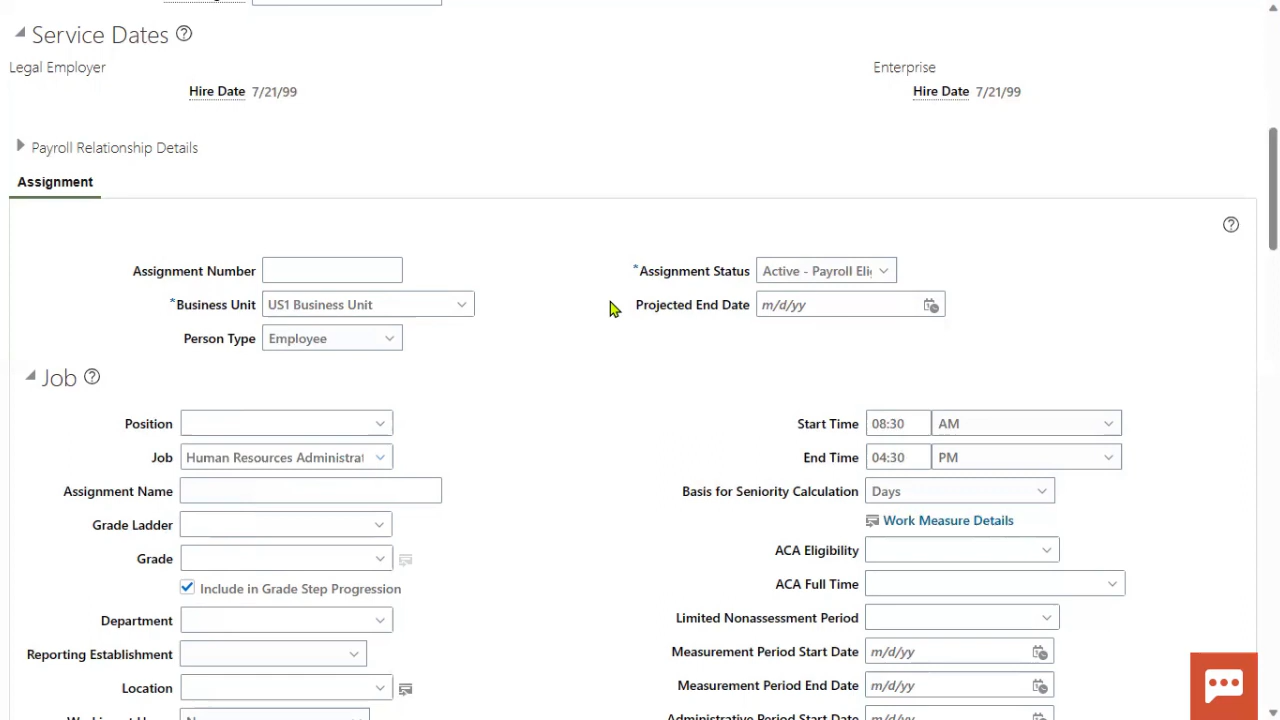 Service Dates
Legal Employer
Enterprise
Hire Date 7/21/99
Hire Date 7/21/99
Payroll Relationship Details
Assignment
Assignment Number
*Assignment Status Active - Payroll Eli
*Business Unit US1 Business Unit
Projected End Date m/d/yy
Person Type Employee
Job
Position
Start Time 08:30 AM
Job Human Resources Administrat
End Time 04:30 PM
Assignment Name
Basis for Seniority Calculation Days
Grade Ladder
Work Measure Details
Grade
ACA Eligibility
Include in Grade Step Progression
ACA Full Time
Department
Limited Nonassessment Period
Reporting Establishment
Measurement Period Start Date m/d/yy
Location
Measurement Period End Date m/d/yy
Administrative Period Start Date